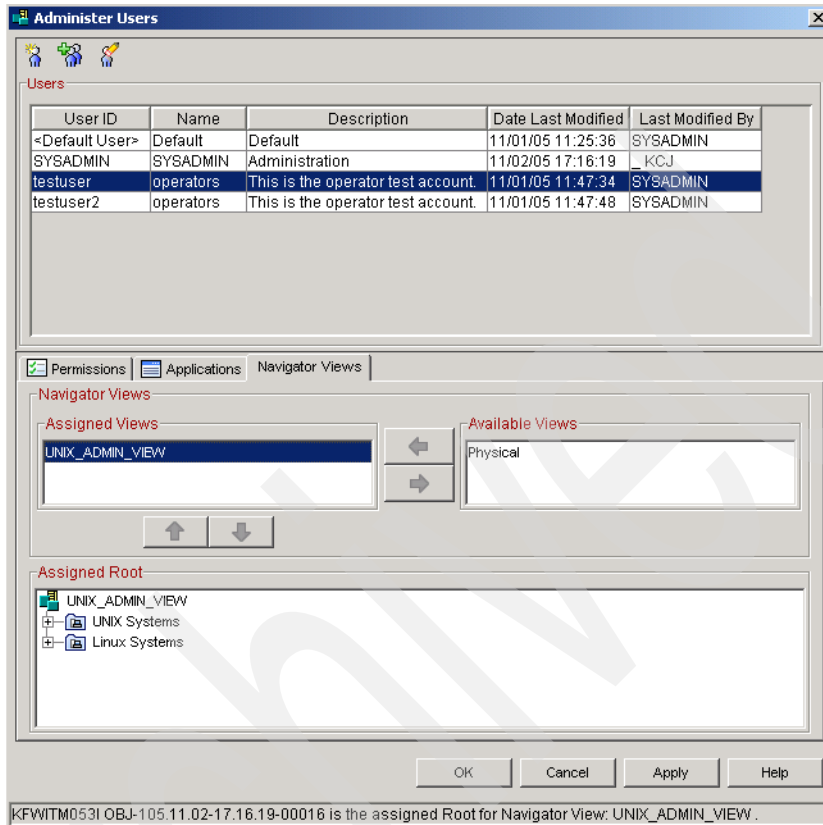 Administer Users
Users
User ID Name Description Date Last Modified Last Modified By
<Default User> Default Default 11/01/05 11:25:36 SYSADMIN
SYSADMIN SYSADMIN Administration 11/02/05 17:16:19 _ KCJ
testuser operators This is the operator test account. 11/01/05 11:47:34 SYSADMIN
testuser2 operators This is the operator test account. 11/01/05 11:47:48 SYSADMIN
Permissions Applications Navigator Views
Navigator Views
Assigned Views Available Views
UNIX_ADMIN_VIEW Physical
Assigned Root
UNIX_ADMIN_VIEW
UNIX Systems
Linux Systems
OK Cancel Apply Help
KFWITM053I OBJ-105.11.02-17.16.19-00016 is the assigned Root for Navigator View: UNIX_ADMIN_VIEW .